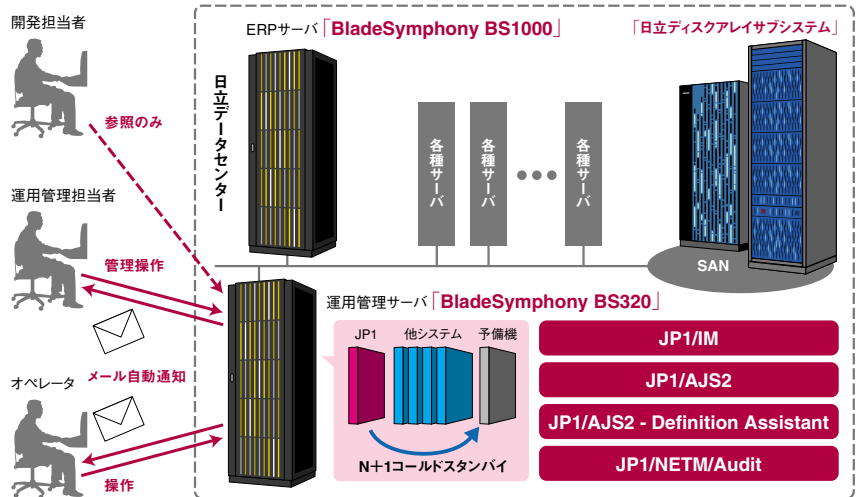 開発担当者
ERPサーバ「BladeSymphony BS1000」
「日立ディスクアレイサブシステム」
日立データセンター
参照のみ
各種サーバ
各種サーバ
各種サーバ
運用管理担当者
管理操作
SAN
運用管理サーバ「BladeSymphony BS320」
JP1
他システム
予備機
JP1/IM
JP1/AJS2
JP1/AJS2 - Definition Assistant
JP1/NETM/Audit
N+1コールドスタンバイ
オペレータ
メール自動通知
操作